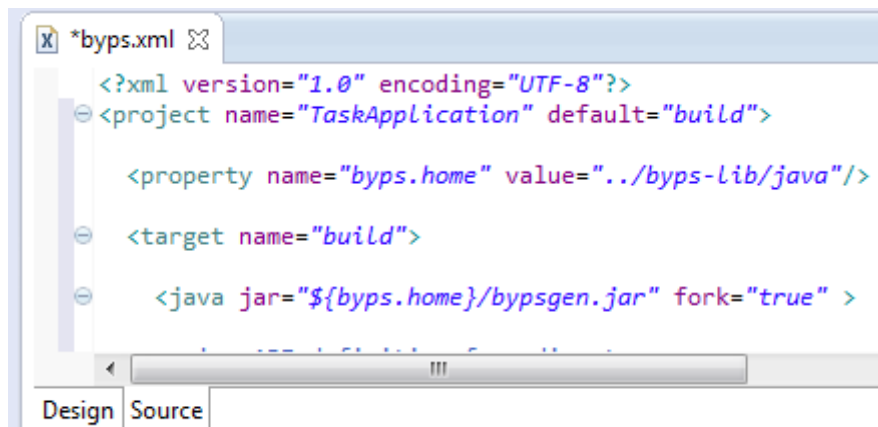 *byps.xml
<?xml version="1.0" encoding="UTF-8"?>
<project name="TaskApplication" default="build">
<property name="byps.home" value="../byps-lib/java"/>
<target name="build">
<java jar="${byps.home}/bypsgen.jar" fork="true" >
Design Source